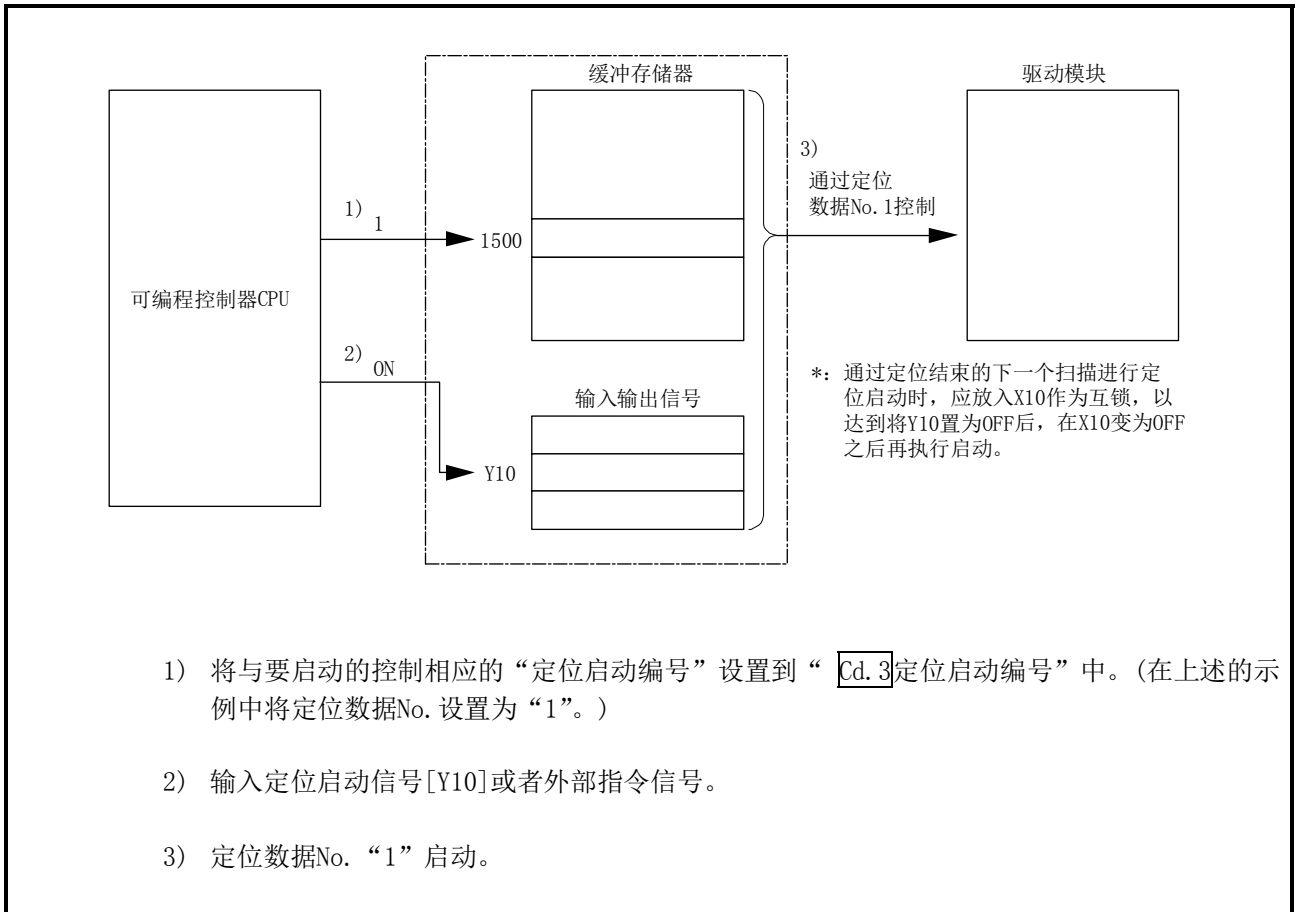 缓冲存储器
驱动模块
3)
通过定位
数据No.1控制
1)
1
1500
可编程控制器CPU
2)
ON
*: 通过定位结束的下一个扫描进行定
位启动时，应放入X10作为互锁，以
达到将Y10置为OFF后，在X10变为OFF
之后再执行启动。
输入输出信号
Y10
1) 将与要启动的控制相应的“定位启动编号”设置到“ Cd.3定位启动编号”中。(在上述的示
例中将定位数据No.设置为“1”。)
2) 输入定位启动信号[Y10]或者外部指令信号。
3) 定位数据No.“1”启动。